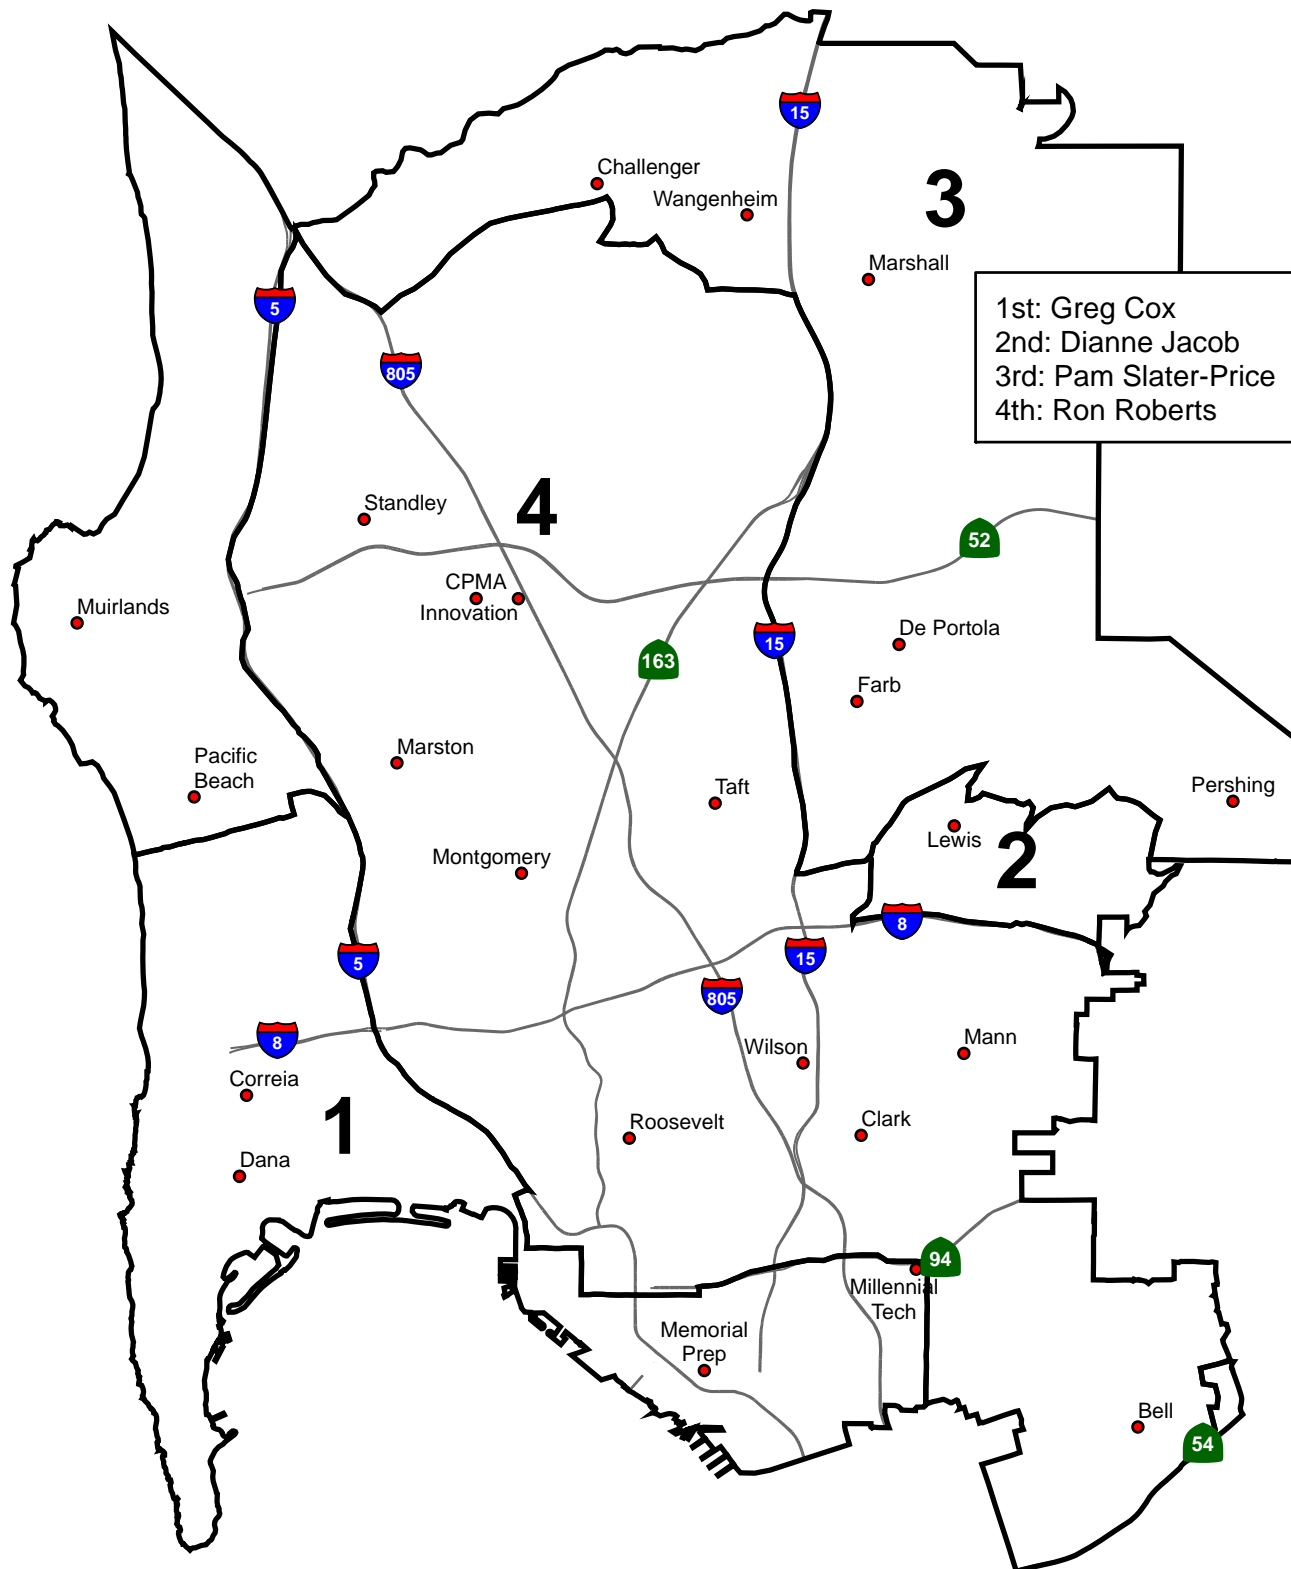 15
Challenger
Wangenheim
3
Marshall
5
1st: Greg Cox
2nd: Dianne Jacob
3rd: Pam Slater-Price
4th: Ron Roberts
805
Standley
4
52
CPMA
Innovation
Muirlands
De Portola
15
163
Farb
Marston
Pacific
Beach
Taft
Pershing
Lewis
2
Montgomery
8
5
15
805
8
Wilson
Mann
Correia
1
Roosevelt
Clark
Dana
94
Millennial
Tech
Memorial
Prep
Bell
54